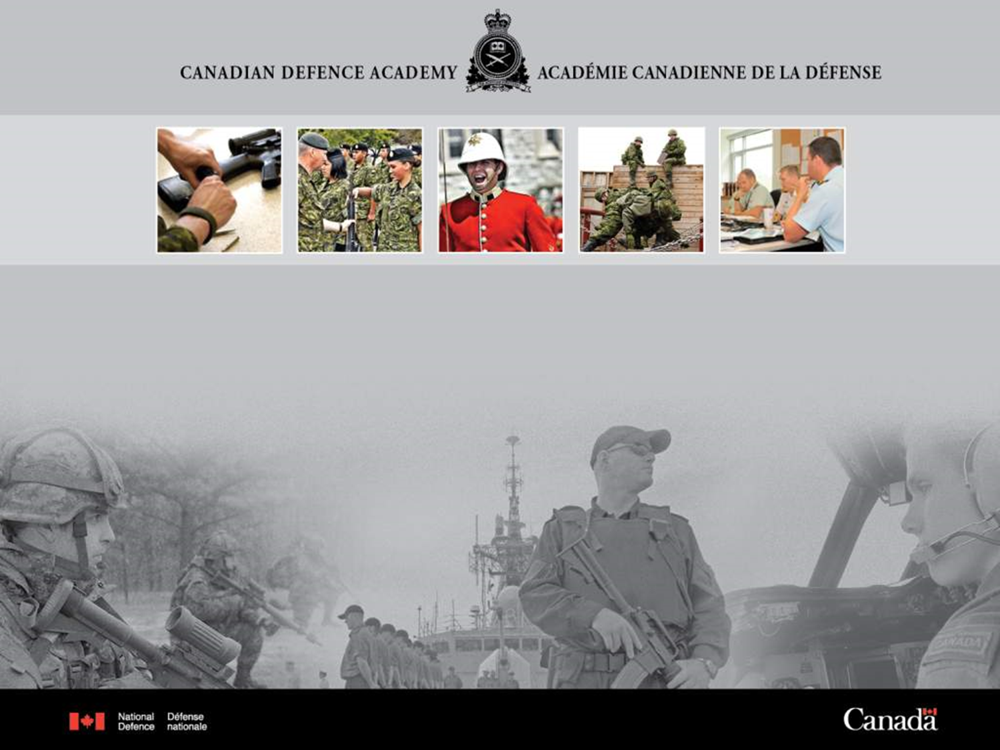 CANADIAN DEFENCE ACADEMY ACADÉMIE CANADIENNE DE LA DÉFENSE
CANADA
National Defence
Défense nationale
Canada